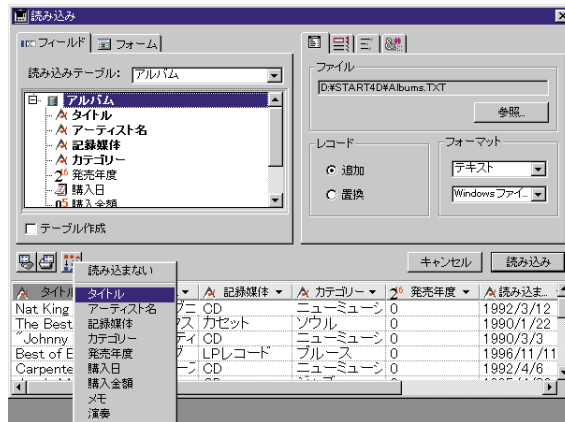 読み込み
フィールド フォーム
読み込みテーブル: アルバム
アルバム
タイトル
アーティスト名
記録媒体
カテゴリー
発売年度
購入日
購入金額
テーブル作成
ファイル
D:¥START4D¥Albums.TXT
参照...
レコード
追加
置換
フォーマット
テキスト
Windowsファイ...
キャンセル 読み込み
読み込まない
タイトル
アーティスト名
記録媒体
カテゴリー
発売年度
購入日
購入金額
メモ
演奏
記録媒体 カテゴリー 発売年度 読み込ま...
Nat King CD ニューミュージ 0 1992/3/12
The Best カセット ソウル 0 1990/1/22
"Johnny CD ニューミュージ 0 1990/3/3
Best of E LPレコード ブルース 0 1996/11/11
Carpente CD ニューミュージ 0 1992/4/6